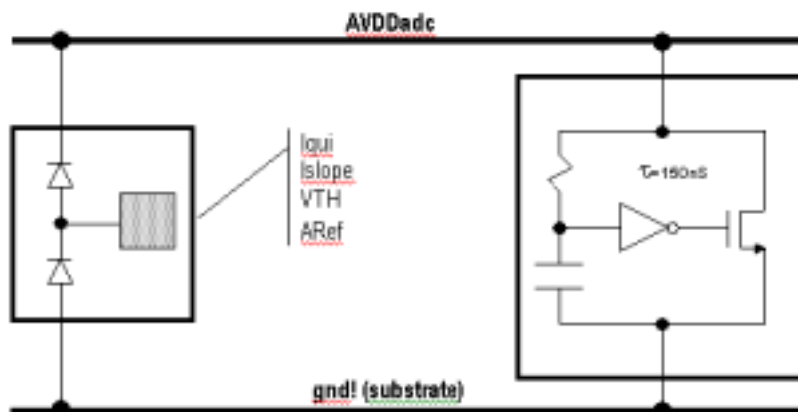 AVDDadc
Iqui
Islope
VTH
ARef
τ=150nS
gnd! (substrate)